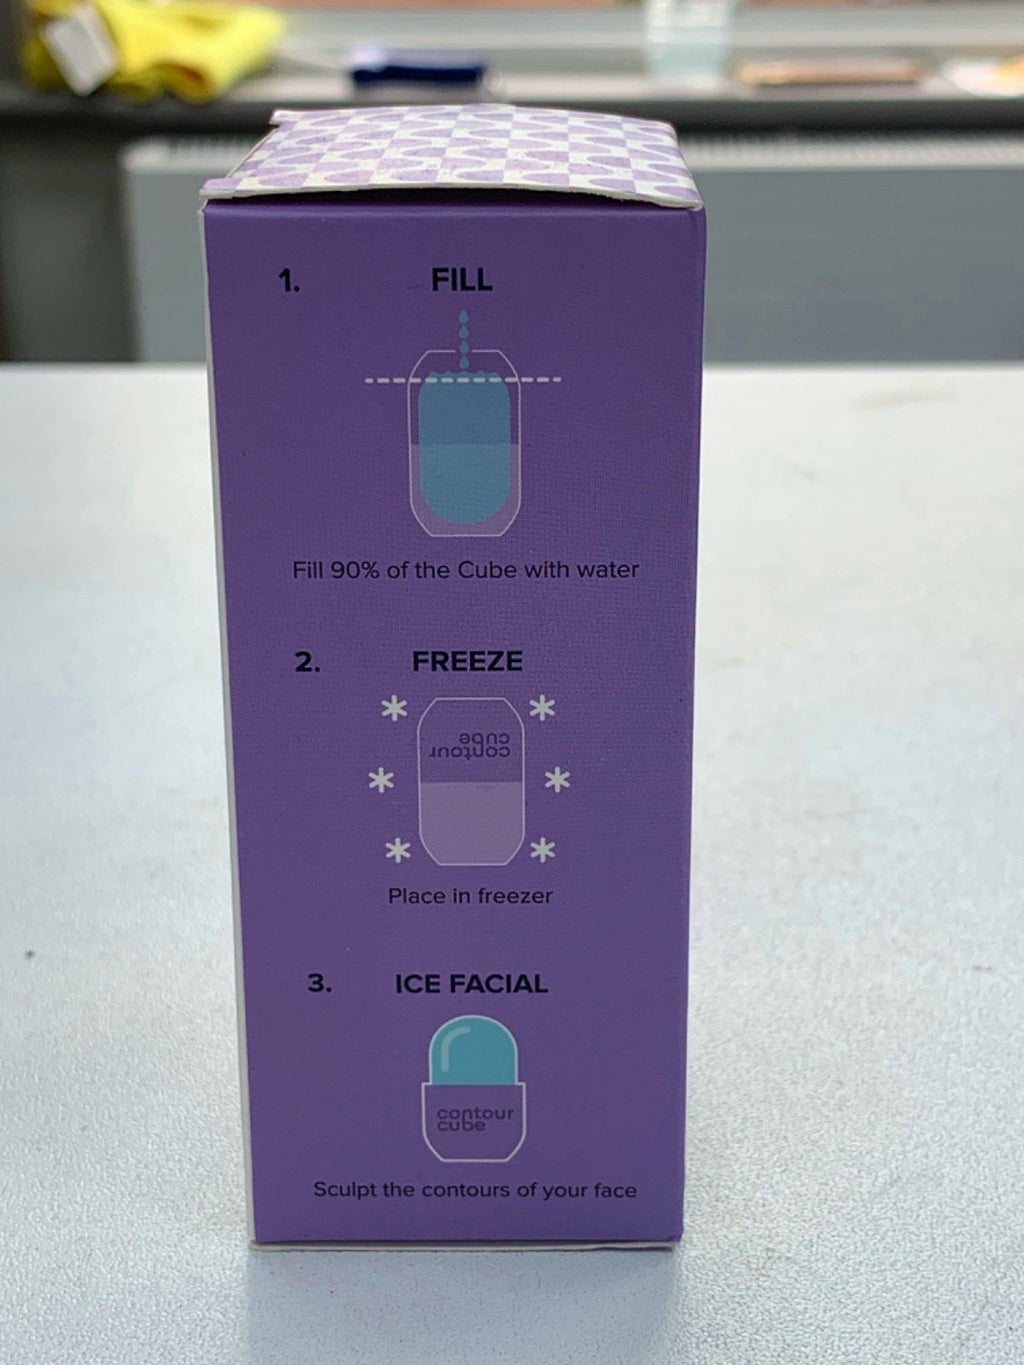 1. FILL
Fill 90% of the Cube with water
2. FREEZE
contour
cube
Place in freezer
3. ICE FACIAL
contour
cube
Sculpt the contours of your face